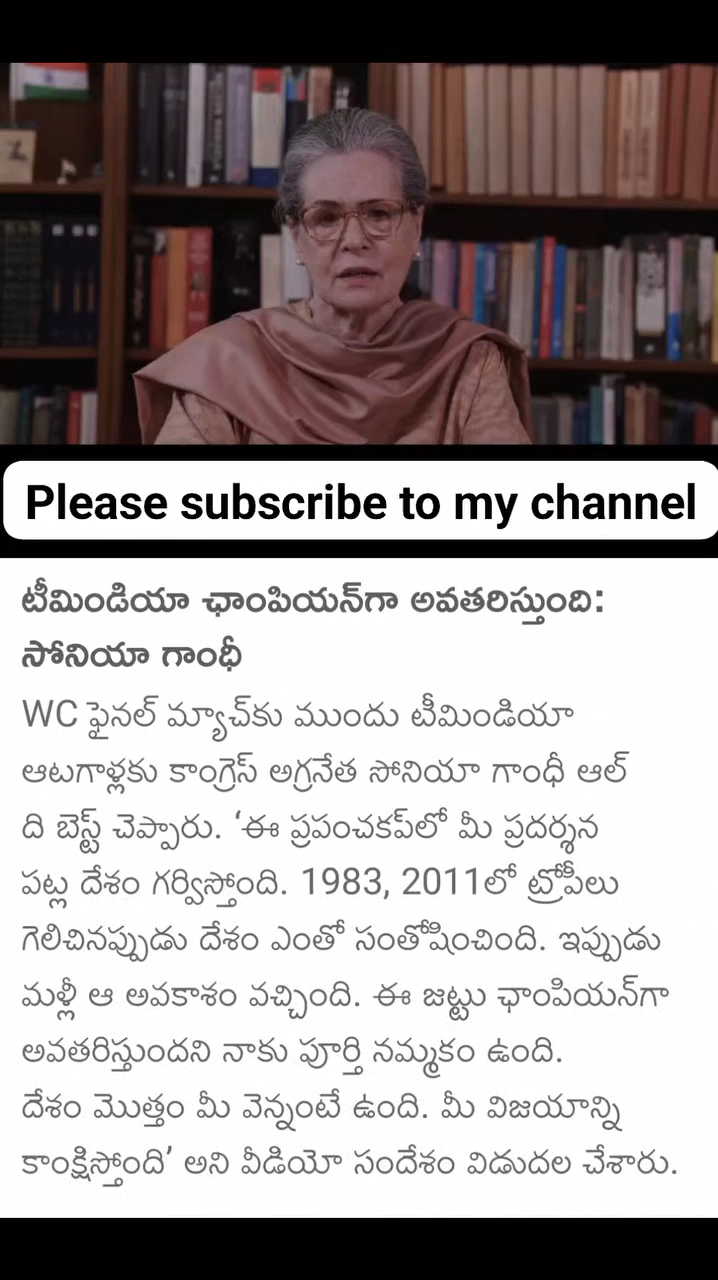 Please subscribe to my channel
టీమిండియా ఛాంపియన్‌గా అవతరిస్తుంది:
సోనియా గాంధీ
WC ఫైనల్ మ్యాచ్‌కు ముందు టీమిండియా
ఆటగాళ్లకు కాంగ్రెస్ అగ్రనేత సోనియా గాంధీ ఆల్
ది బెస్ట్ చెప్పారు. ‘ఈ ప్రపంచకప్‌లో మీ ప్రదర్శన
పట్ల దేశం గర్విస్తోంది. 1983, 2011లో ట్రోఫీలు
గెలిచినప్పుడు దేశం ఎంతో సంతోషించింది. ఇప్పుడు
మళ్లీ ఆ అవకాశం వచ్చింది. ఈ జట్టు ఛాంపియన్‌గా
అవతరిస్తుందని నాకు పూర్తి నమ్మకం ఉంది.
దేశం మొత్తం మీ వెన్నంటే ఉంది. మీ విజయాన్ని
కాంక్షిస్తోంది’ అని వీడియో సందేశం విడుదల చేశారు.